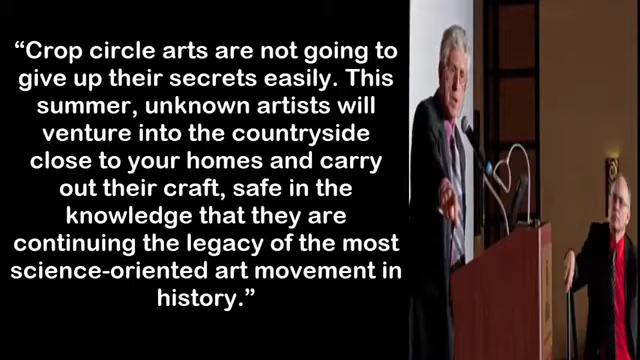 “Crop circle arts are not going to
give up their secrets easily. This
summer, unknown artists will
venture into the countryside
close to your homes and carry
out their craft, safe in the
knowledge that they are
continuing the legacy of the most
science-oriented art movement in
history.”